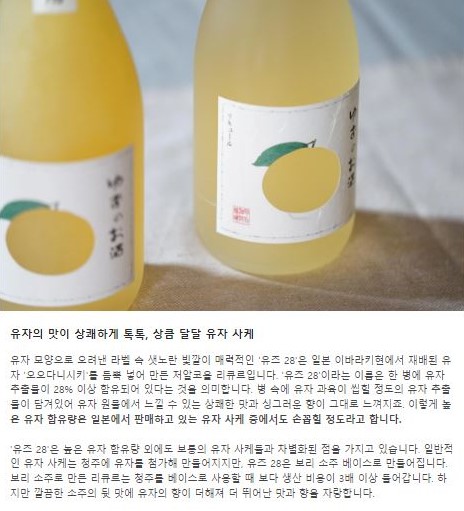 ゆずのお酒
リキュール
ゆずのお酒
유자의 맛이 상쾌하게 톡톡, 상큼 달달 유자 사케
유자 모양으로 오려낸 라벨 속 샛노란 빛깔이 매력적인 '유즈 28'은 일본 이바라키현에서 재배된 유
자 '오오다니시키'를 듬뿍 넣어 만든 저알코올 리큐르입니다. '유즈 28'이라는 이름은 한 병에 유자
추출물이 28% 이상 함유되어 있다는 것을 의미합니다. 병 속에 유자 과육이 씹힐 정도의 유자 추출
물이 담겨있어 유자 원물에서 느낄 수 있는 상쾌한 맛과 싱그러운 향이 그대로 느껴지죠. 이렇게 높
은 유자 함유량은 일본에서 판매하고 있는 유자 사케 중에서도 손꼽힐 정도라고 합니다.
'유즈 28'은 높은 유자 함유량 외에도 보통의 유자 사케들과 차별화된 점을 가지고 있습니다. 일반적
인 유자 사케는 청주에 유자를 첨가해 만들어지지만, 유즈 28은 보리 소주 베이스로 만들어집니다.
보리 소주로 만든 리큐르는 청주를 베이스로 사용할 때 보다 생산 비용이 3배 이상 들어갑니다. 하
지만 깔끔한 소주의 뒷 맛에 유자의 향이 더해져 더 뛰어난 맛과 향을 자랑합니다.